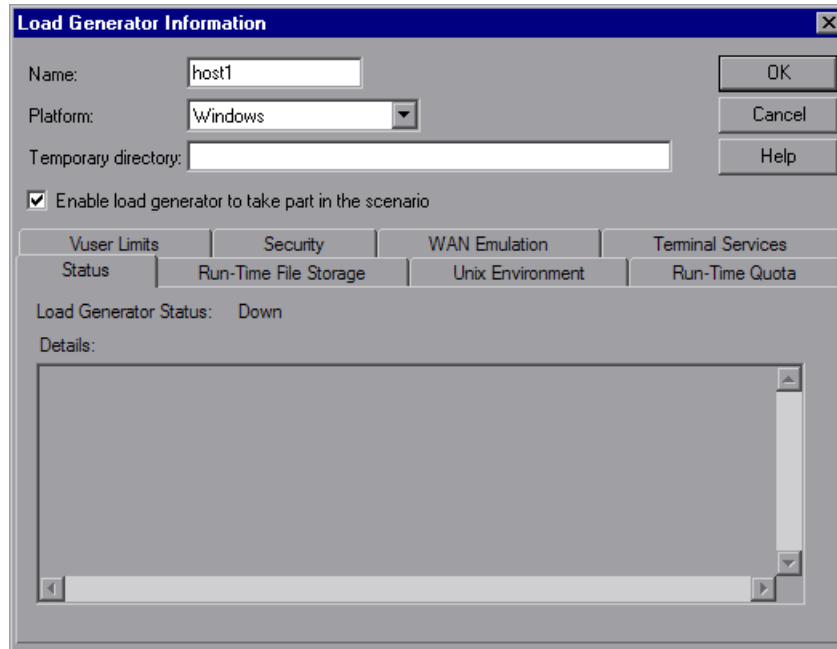 Load Generator Information
Name: host1 OK
Platform: Windows Cancel
Temporary directory: Help
Enable load generator to take part in the scenario
Vuser Limits Security WAN Emulation Terminal Services
Status Run-Time File Storage Unix Environment Run-Time Quota
Load Generator Status: Down
Details: